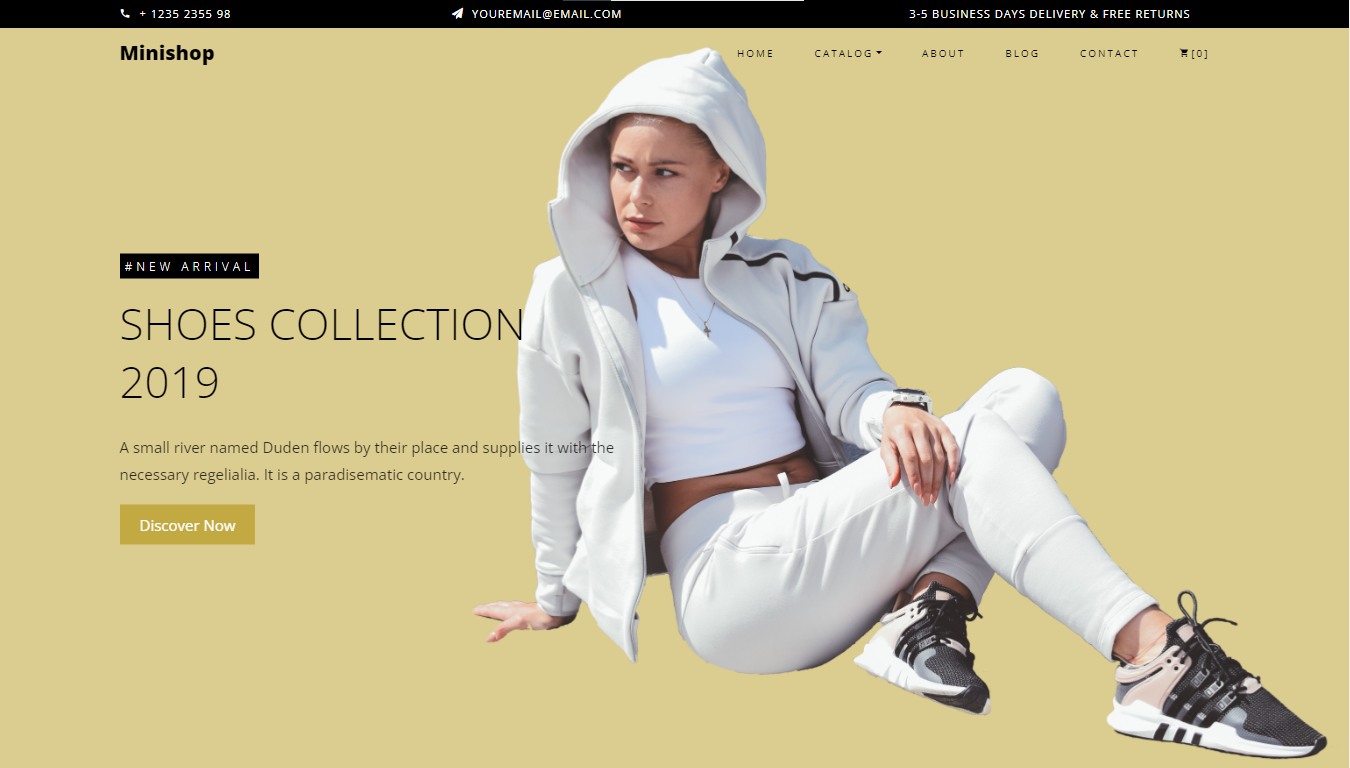 + 1235 2355 98
YOUREMAIL@EMAIL.COM
3-5 BUSINESS DAYS DELIVERY & FREE RETURNS
Minishop
HOME
CATALOG
ABOUT
BLOG
CONTACT
[0]
#NEW ARRIVAL
SHOES COLLECTION
2019
A small river named Duden flows by their place and supplies it with the
necessary regelialia. It is a paradisematic country.
Discover Now